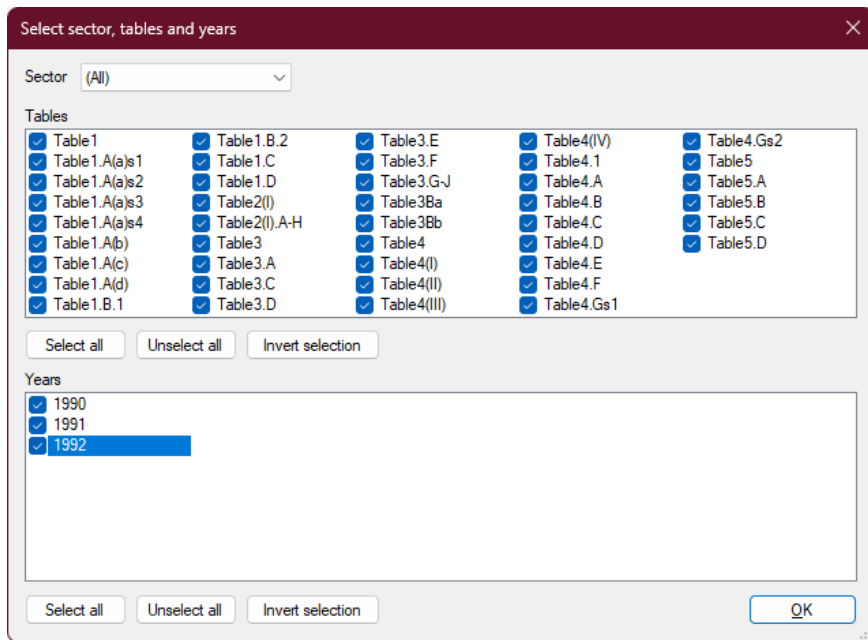 Select sector, tables and years
Sector (All)
Tables
Table1
Table1.A(a)s1
Table1.A(a)s2
Table1.A(a)s3
Table1.A(a)s4
Table1.A(b)
Table1.A(c)
Table1.A(d)
Table1.B.1
Table1.B.2
Table1.C
Table1.D
Table2(I)
Table2(I).A-H
Table3
Table3.A
Table3.C
Table3.D
Table3.E
Table3.F
Table3.G-J
Table3Ba
Table3Bb
Table4
Table4(I)
Table4(II)
Table4(III)
Table4(IV)
Table4.1
Table4.A
Table4.B
Table4.C
Table4.D
Table4.E
Table4.F
Table4.Gs1
Table4.Gs2
Table5
Table5.A
Table5.B
Table5.C
Table5.D
Select all Unselect all Invert selection
Years
1990
1991
1992
Select all Unselect all Invert selection OK